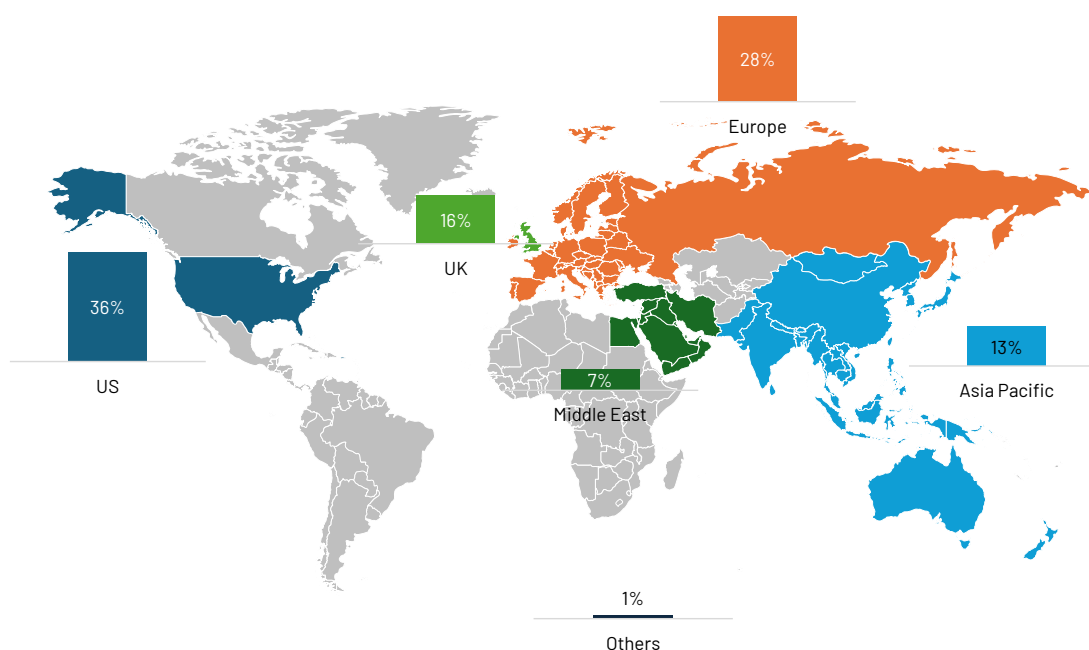 28%
Europe
16%
UK
36%
US
13%
Asia Pacific
7%
Middle East
1%
Others